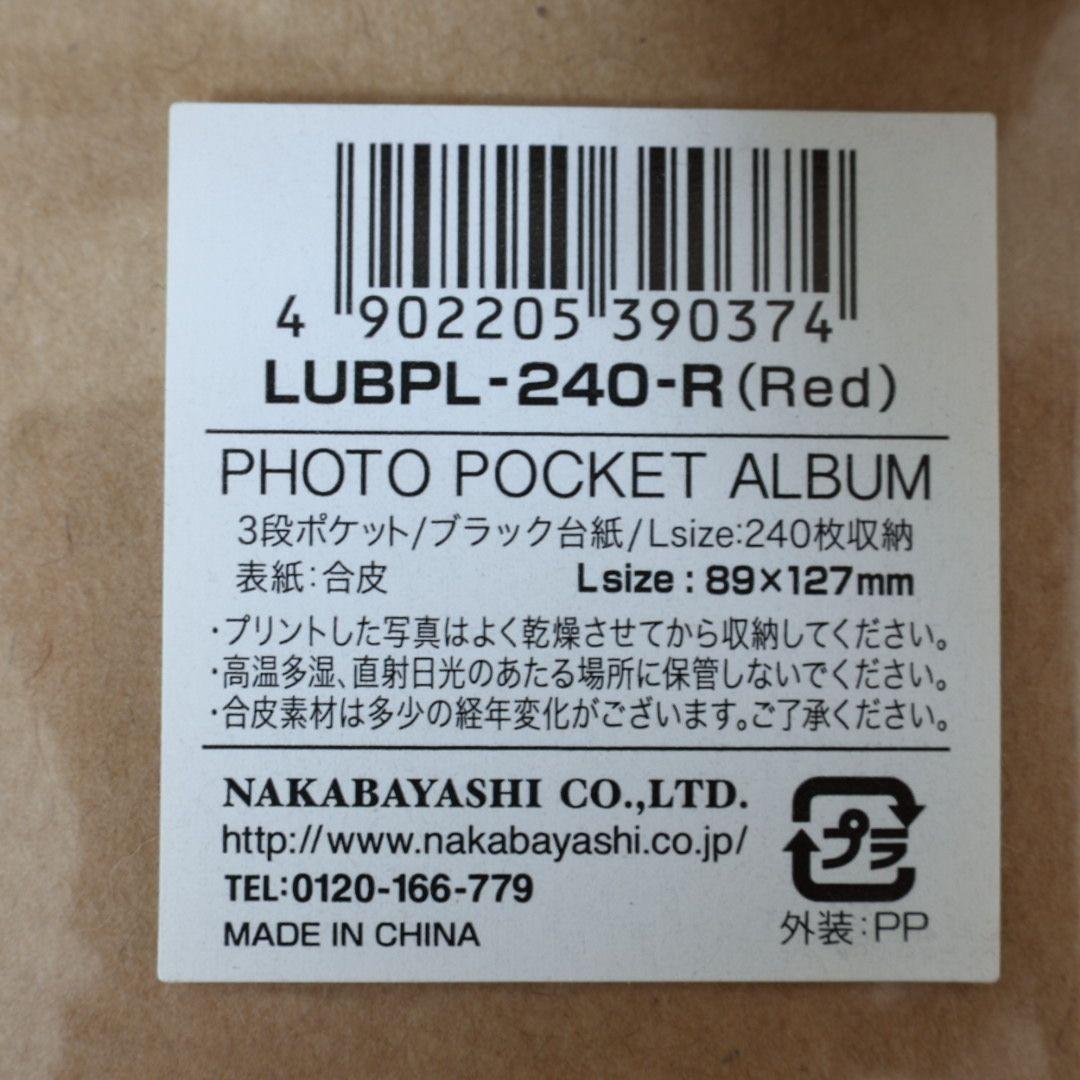 4 902205 390374
LUBPL-240-R (Red)
PHOTO POCKET ALBUM
3段ポケット/ブラック台紙/Lsize:240枚収納
表紙:合皮 Lsize : 89×127mm
・プリントした写真はよく乾燥させてから収納してください。
・高温多湿、直射日光のあたる場所に保管しないでください。
・合皮素材は多少の経年変化がございます。ご了承ください。
NAKABAYASHI CO.,LTD.
http://www.nakabayashi.co.jp/
TEL:0120-166-779
MADE IN CHINA
プラ
外装:PP